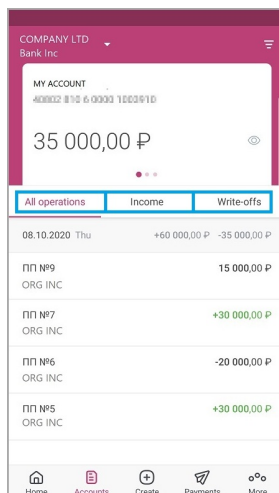 COMPANY LTD
Bank Inc
MY ACCOUNT
35 000,00 ₽
All operations Income Write-offs
08.10.2020 Thu +60 000,00 ₽ -35 000,00 ₽
ПП №9 15 000,00 ₽
ORG INC
ПП №7 +30 000,00 ₽
ORG INC
ПП №6 -20 000,00 ₽
ORG INC
ПП №5 +30 000,00 ₽
ORG INC
Home Accounts Create Payments More